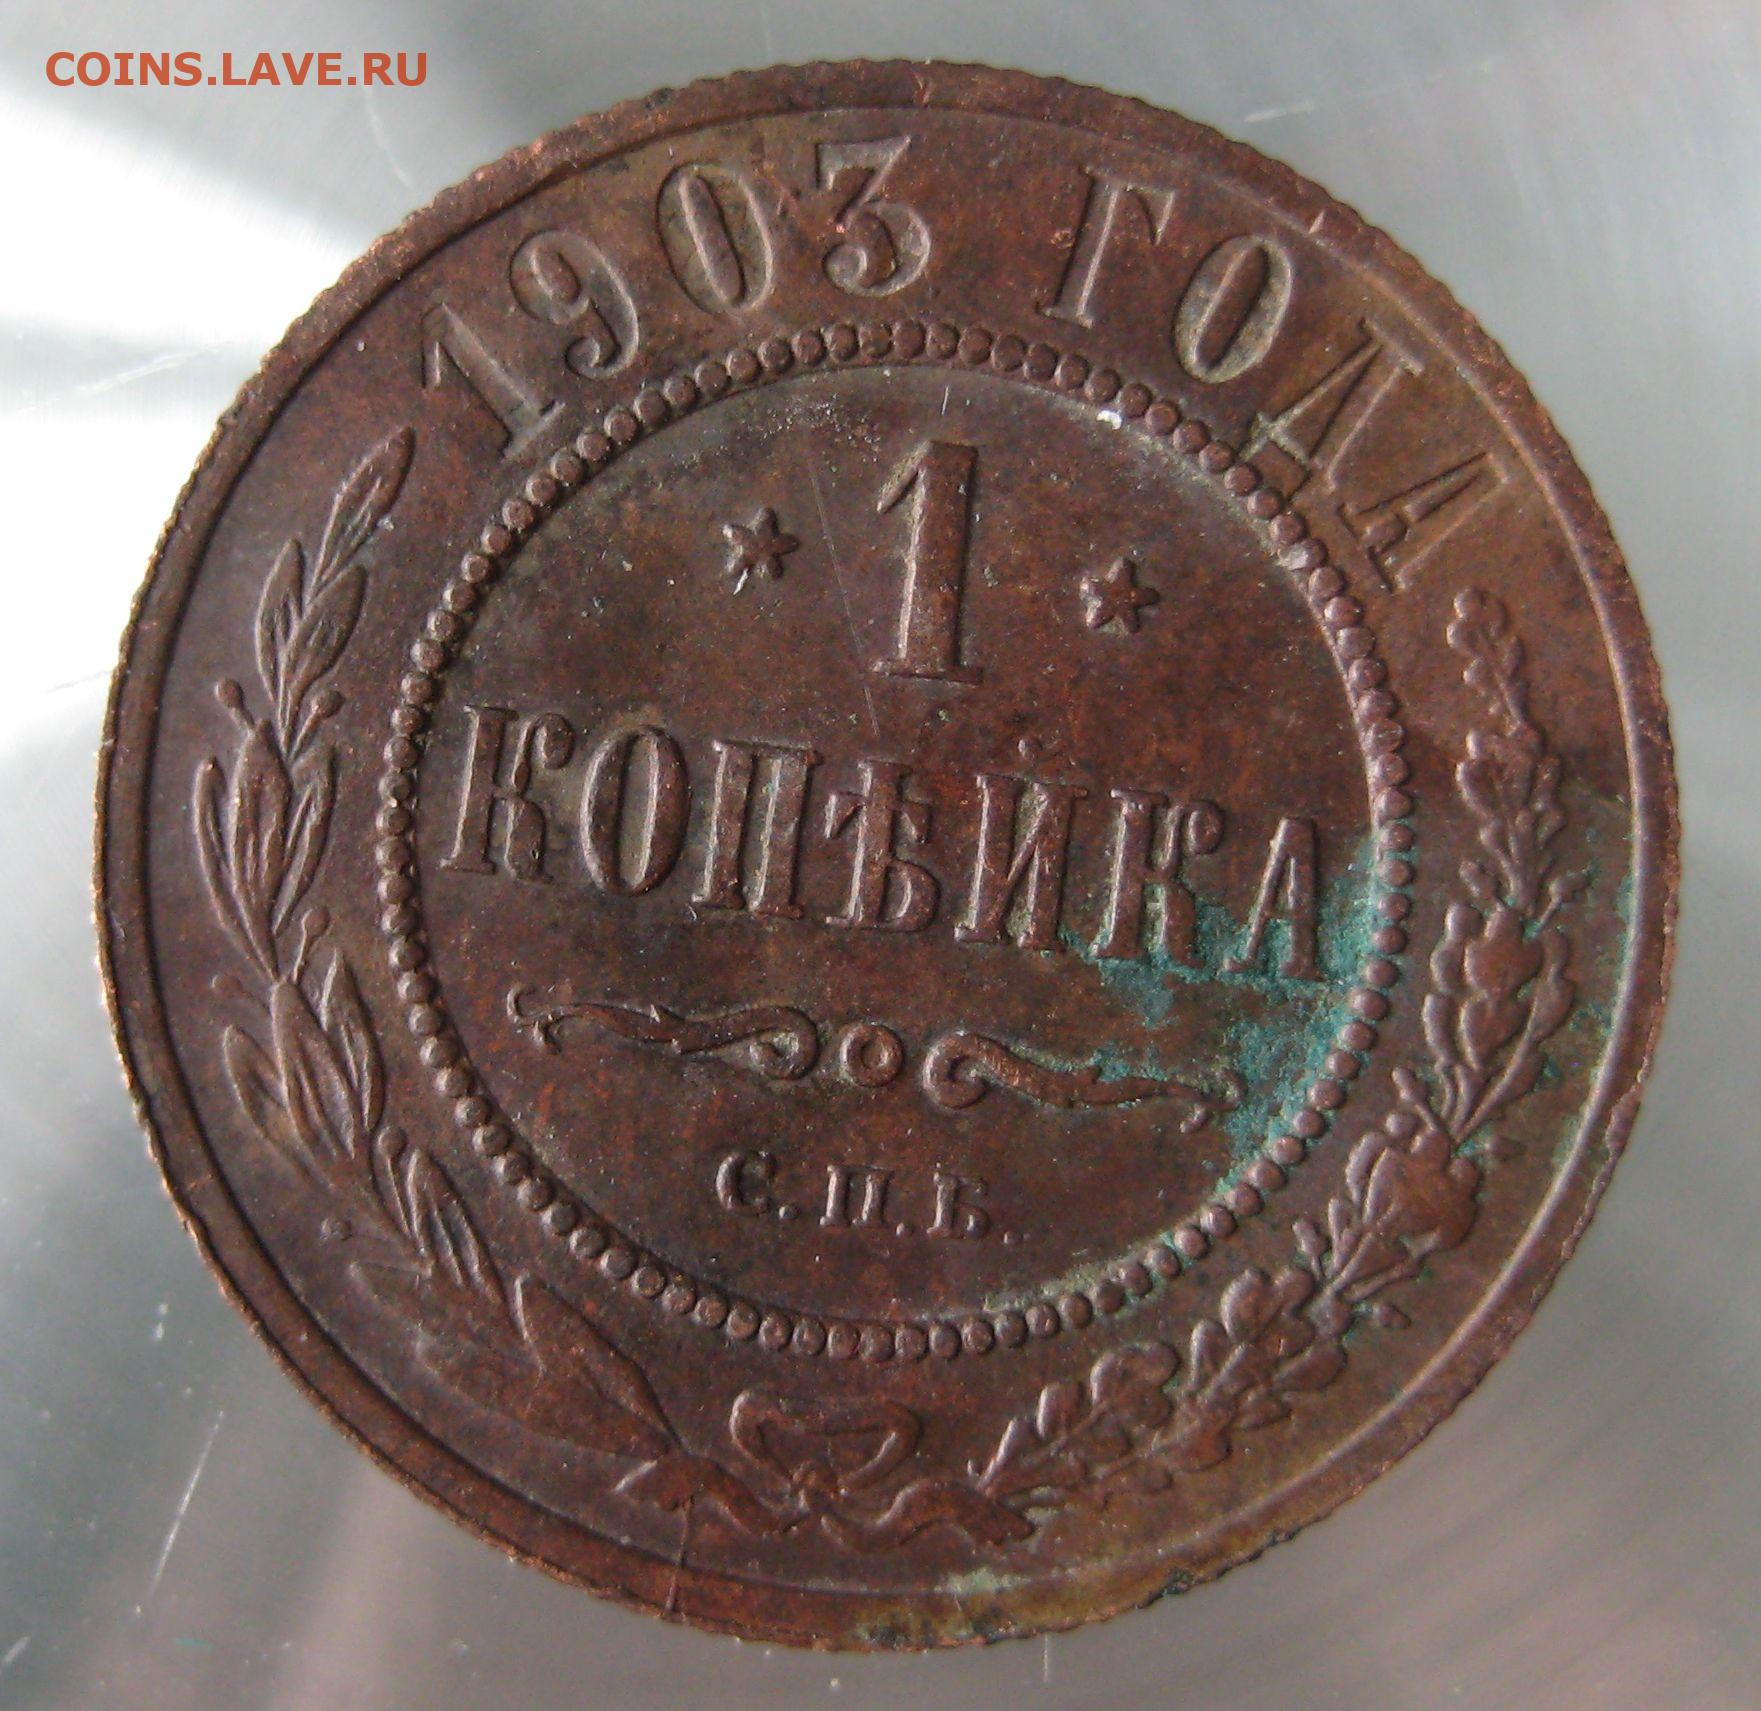 COINS.LAVE.RU
1903 ГОДА
* 1 *
КОПѢЙКА
С.П.Б.